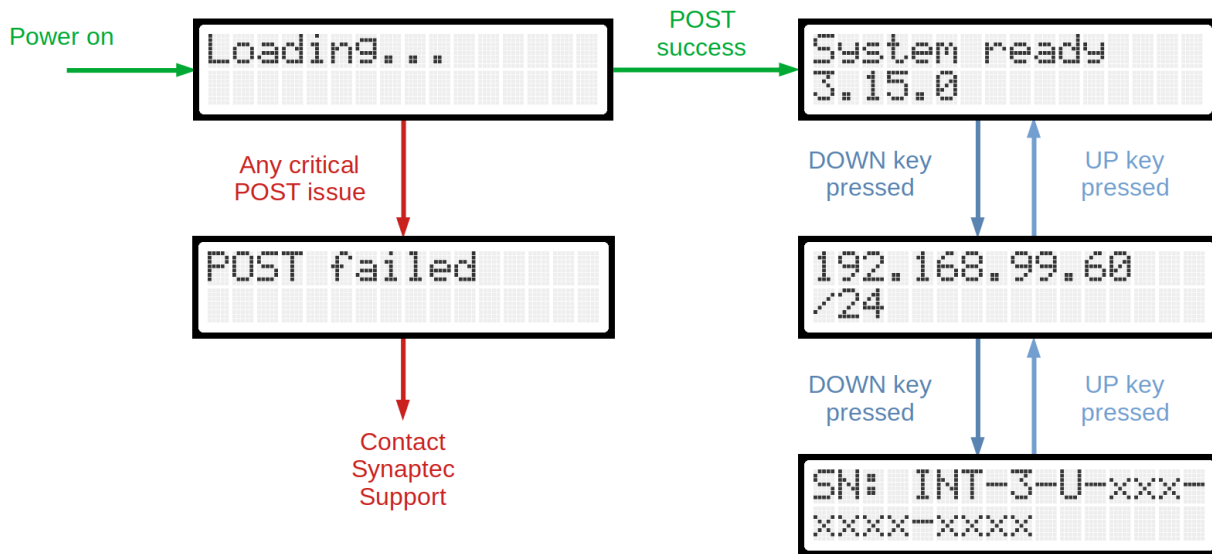 Power on
Loading...
POST
success
System ready
3.15.0
Any critical
POST issue
DOWN key
pressed
UP key
pressed
POST failed
192.168.99.60
/24
DOWN key
pressed
UP key
pressed
Contact
Synaptec
Support
SN: INT-3-U-xxx-
xxxx-xxxx